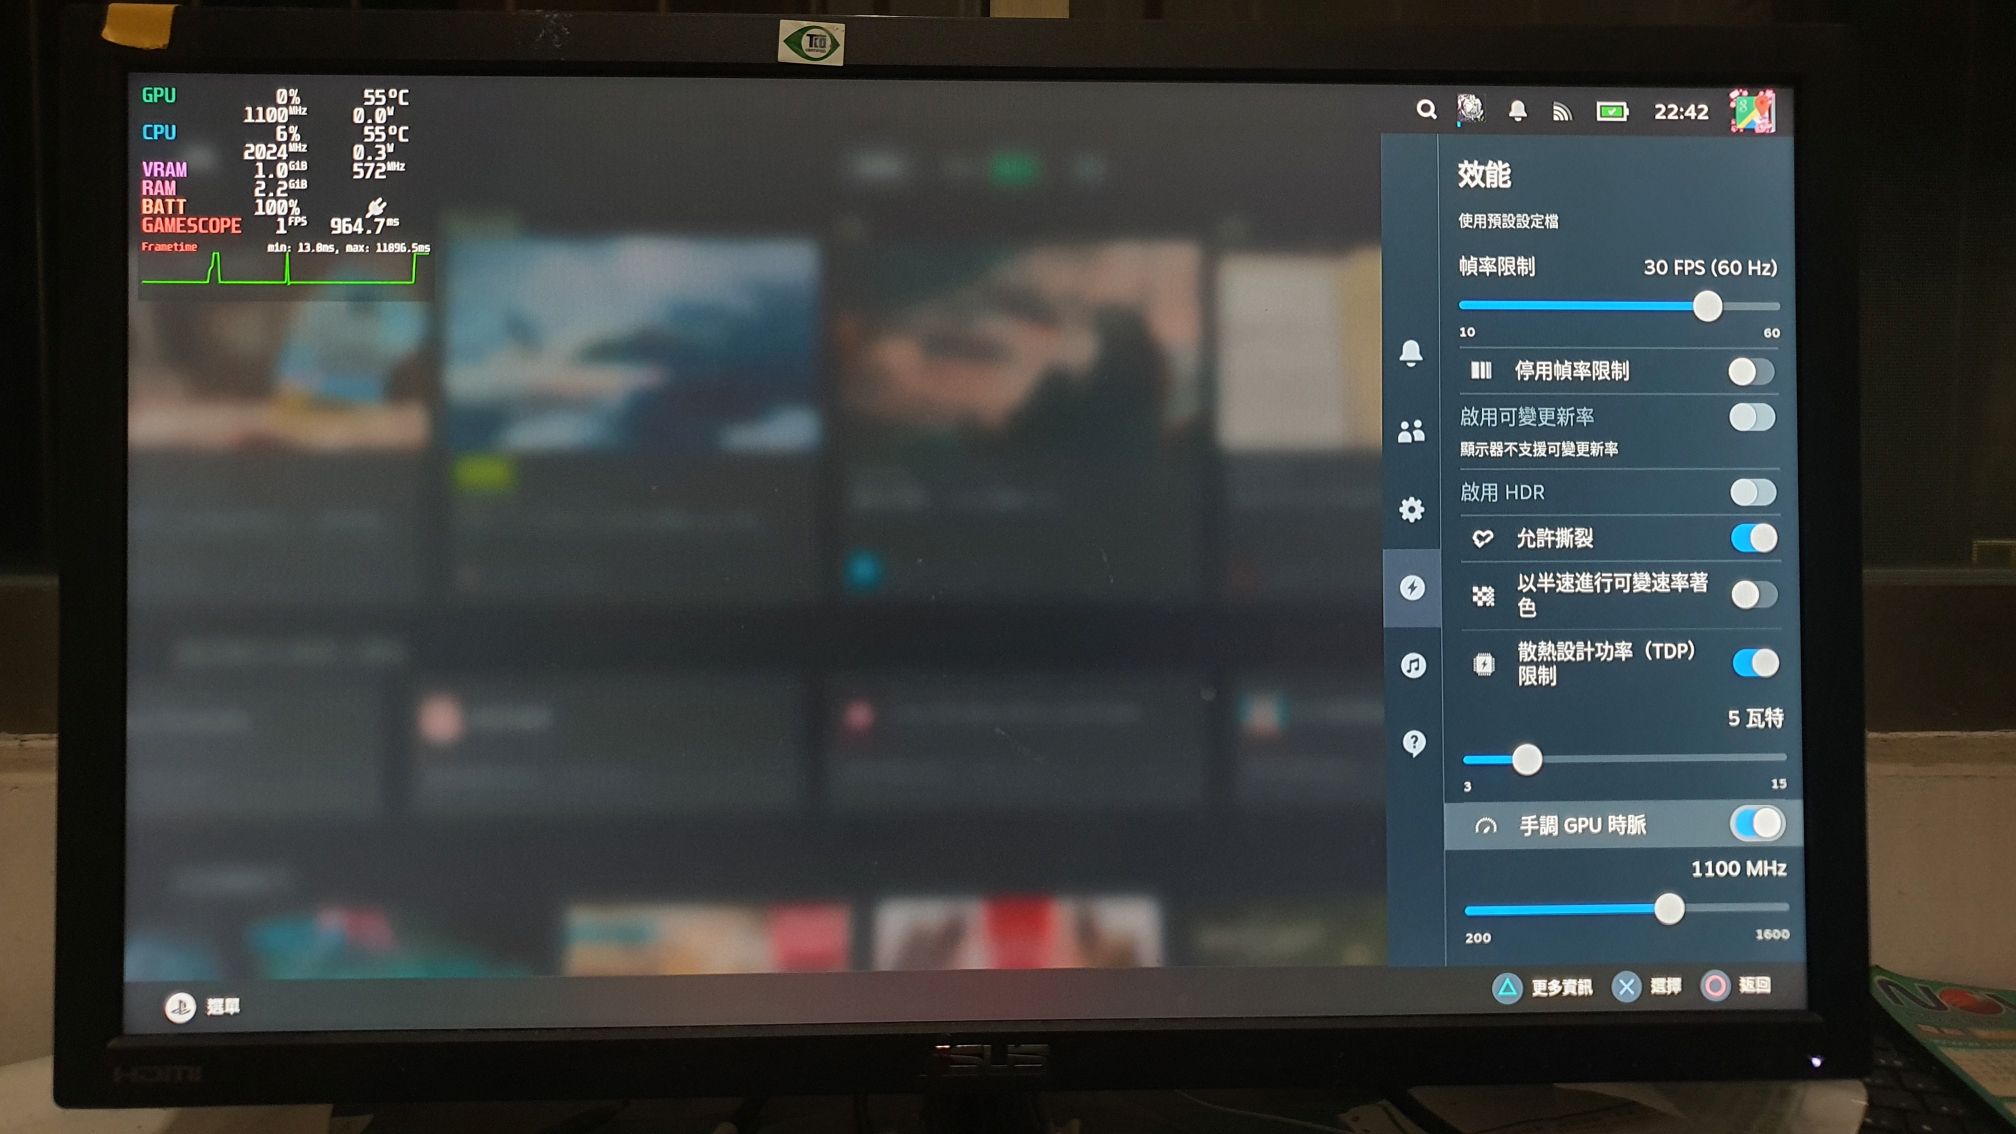 TCO
GPU 0% 55°C
1100MHz 0.0W
CPU 6% 55°C
2024MHz 0.3W
VRAM 1.0GiB 572MHz
RAM 2.2GiB
BATT 100%
GAMESCOPE 1FPS 964.7ms
Frametime min: 13.8ms, max: 11896.5ms
22:42
效能
使用預設設定檔
幀率限制 30 FPS (60 Hz)
10 60
停用幀率限制
啟用可變更新率
顯示器不支援可變更新率
啟用 HDR
允許撕裂
以半速進行可變速率著
色
散熱設計功率（TDP）
限制
5 瓦特
3 15
手調 GPU 時脈
1100 MHz
200 1600
選單
更多資訊 選擇 返回
HDMI
ASUS